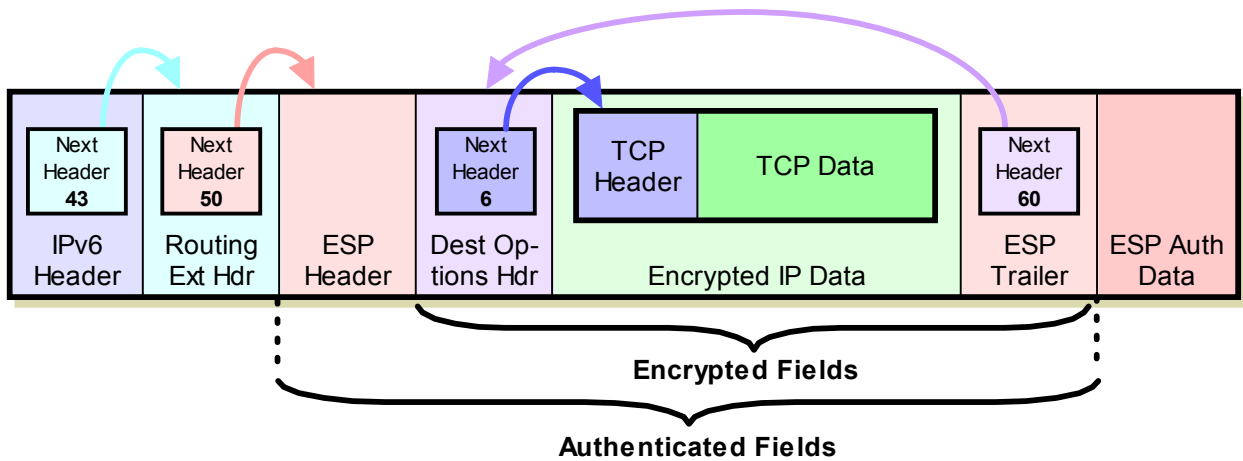 Next
Header
43
IPv6
Header
Next
Header
50
Routing
Ext Hdr
ESP
Header
Next
Header
6
Dest Op-
tions Hdr
TCP
Header
TCP Data
Encrypted IP Data
Next
Header
60
ESP
Trailer
ESP Auth
Data
Encrypted Fields
Authenticated Fields